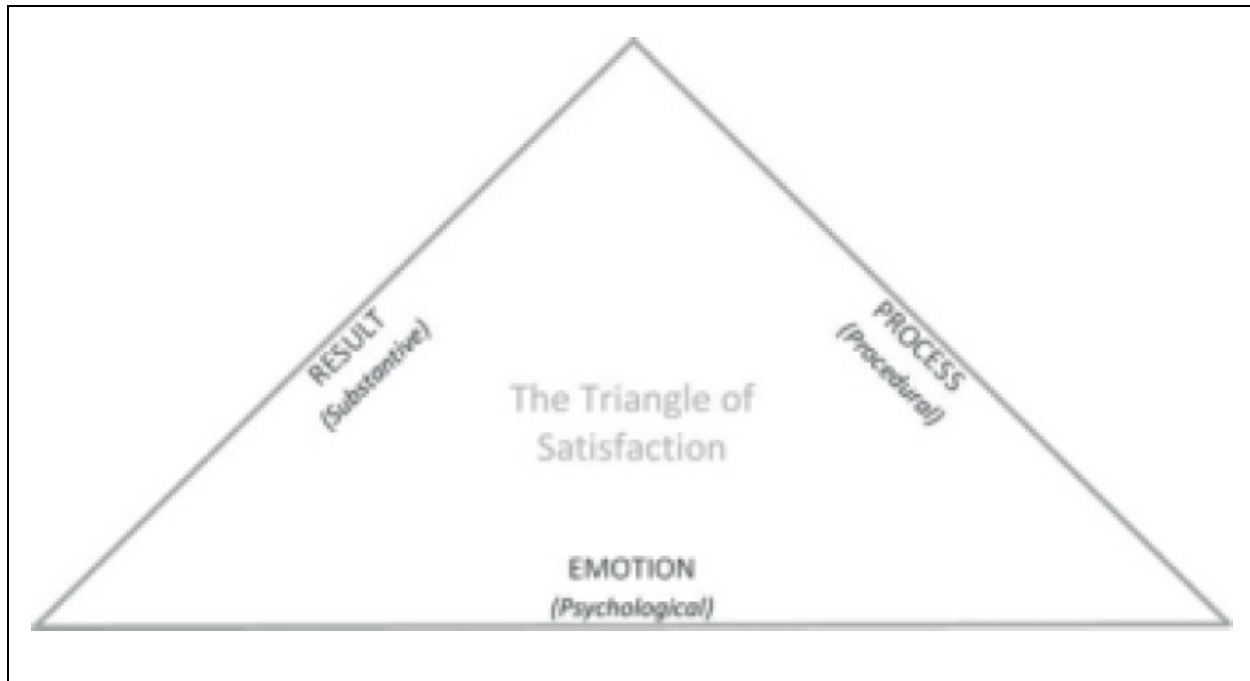 RESULT
(Substantive)
PROCESS
(Procedural)
The Triangle of
Satisfaction
EMOTION
(Psychological)